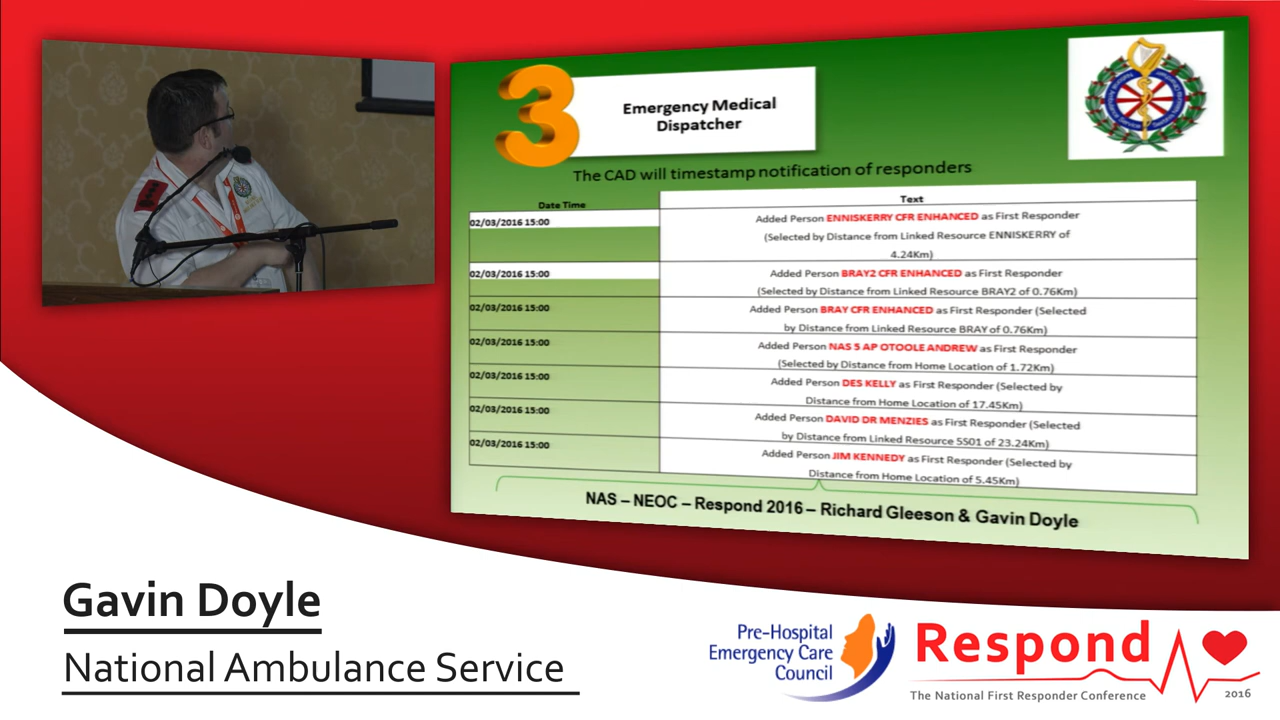 3
Emergency Medical
Dispatcher
The CAD will timestamp notification of responders
Date Time
Text
02/03/2016 15:00
Added Person ENNISKERRY CFR ENHANCED as First Responder
(Selected by Distance from Linked Resource ENNISKERRY of
4.24Km)
02/03/2016 15:00
Added Person BRAY2 CFR ENHANCED as First Responder
(Selected by Distance from Linked Resource BRAY2 of 0.76Km)
02/03/2016 15:00
Added Person BRAY CFR ENHANCED as First Responder (Selected
by Distance from Linked Resource BRAY of 0.76Km)
02/03/2016 15:00
Added Person NAS 5 AP OTOOLE ANDREW as First Responder
(Selected by Distance from Home Location of 1.72Km)
02/03/2016 15:00
Added Person DES KELLY as First Responder (Selected by
Distance from Home Location of 17.45Km)
02/03/2016 15:00
Added Person DAVID DR MENZIES as First Responder (Selected
by Distance from Linked Resource SS01 of 23.24Km)
02/03/2016 15:00
Added Person JIM KENNEDY as First Responder (Selected by
Distance from Home Location of 5.45Km)
NAS – NEOC – Respond 2016 – Richard Gleeson & Gavin Doyle
Gavin Doyle
National Ambulance Service
Pre-Hospital
Emergency Care
Council
Respond
The National First Responder Conference
2016